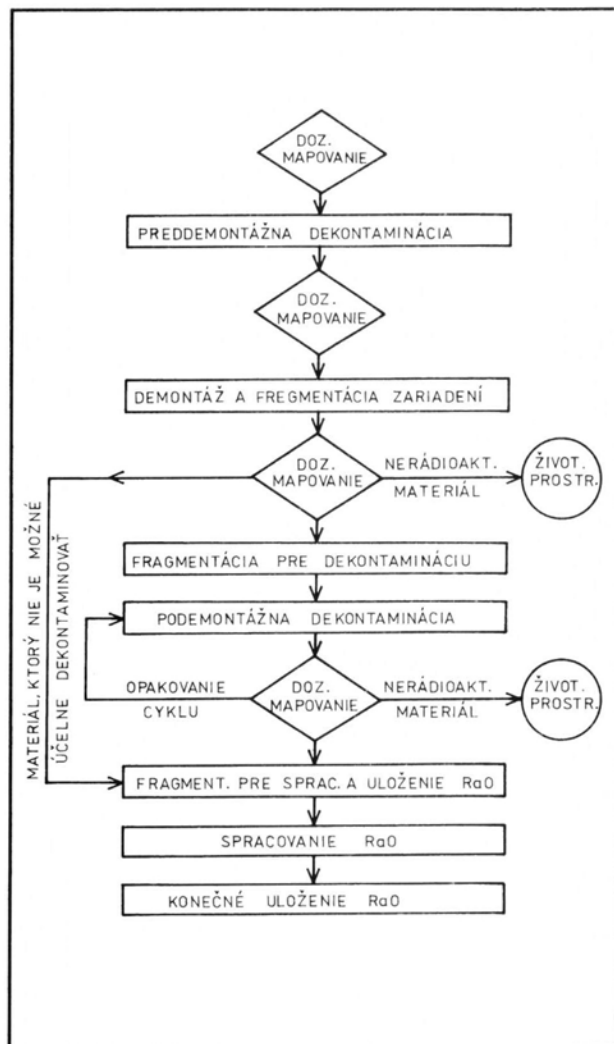 DOZ.
MAPOVANIE
PREDDEMONTÁŽNA DEKONTAMINÁCIA
DOZ.
MAPOVANIE
DEMONTÁŽ A FREGMENTÁCIA ZARIADENÍ
DOZ.
MAPOVANIE
NERÁDIOAKT.
MATERIÁL
ŽIVOT.
PROSTR.
MATERIÁL, KTORÝ NIE JE MOŽNÉ
ÚČELNE DEKONTAMINOVAŤ
FRAGMENTÁCIA PRE DEKONTAMINÁCIU
PODEMONTÁŽNA DEKONTAMINÁCIA
OPAKOVANIE
CYKLU
DOZ.
MAPOVANIE
NERÁDIOAKT.
MATERIÁL
ŽIVOT.
PROSTR.
FRAGMENT. PRE SPRAC. A ULOŽENIE RaO
SPRACOVANIE RaO
KONEČNÉ ULOŽENIE RaO